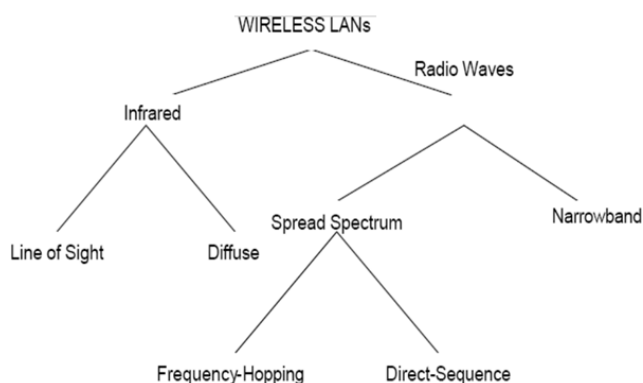 WIRELESS LANs
Radio Waves
Infrared
Line of Sight
Diffuse
Spread Spectrum
Narrowband
Frequency-Hopping
Direct-Sequence